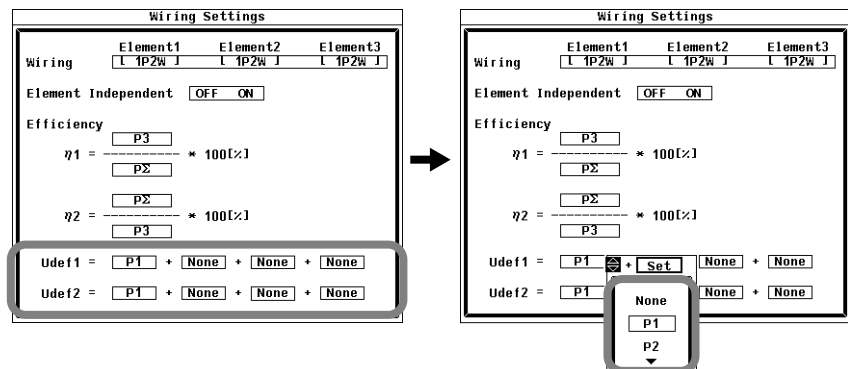 Wiring Settings
Element1 Element2 Element3
Wiring [ 1P2W ] [ 1P2W ] [ 1P2W ]
Element Independent OFF ON
Efficiency
P3
η1 = ---------- * 100[%]
PΣ
PΣ
η2 = ---------- * 100[%]
P3
Udef1 = P1 + None + None + None
Udef2 = P1 + None + None + None
Wiring Settings
Element1 Element2 Element3
Wiring [ 1P2W ] [ 1P2W ] [ 1P2W ]
Element Independent OFF ON
Efficiency
P3
η1 = ---------- * 100[%]
PΣ
PΣ
η2 = ---------- * 100[%]
P3
Udef1 = P1 + Set None + None
Udef2 = P1 None + None
None
P1
P2